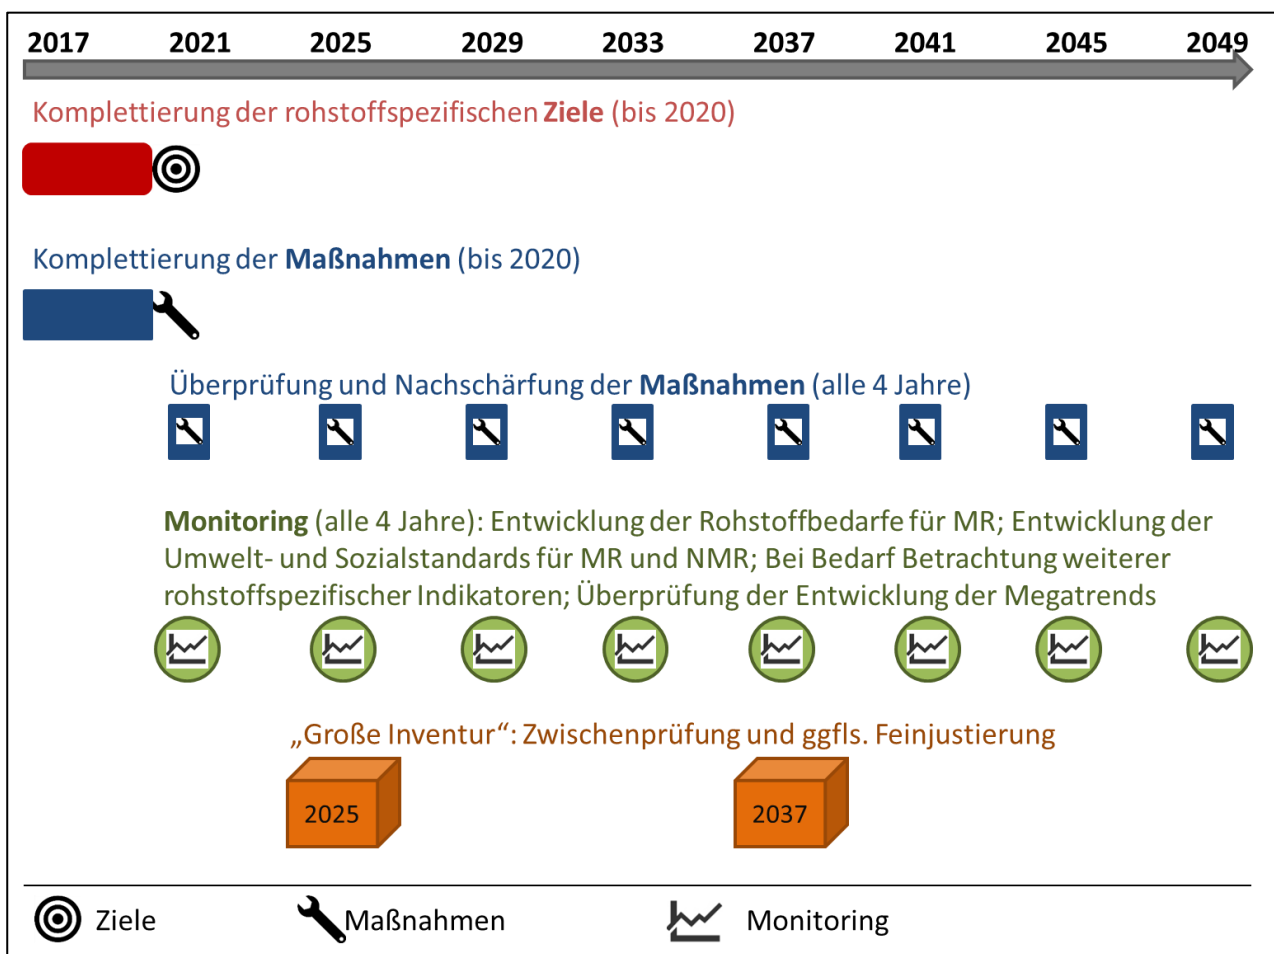 2017 2021 2025 2029 2033 2037 2041 2045 2049
Komplettierung der rohstoffspezifischen Ziele (bis 2020)
Komplettierung der Maßnahmen (bis 2020)
Überprüfung und Nachschärfung der Maßnahmen (alle 4 Jahre)
Monitoring (alle 4 Jahre): Entwicklung der Rohstoffbedarfe für MR; Entwicklung der
Umwelt- und Sozialstandards für MR und NMR; Bei Bedarf Betrachtung weiterer
rohstoffspezifischer Indikatoren; Überprüfung der Entwicklung der Megatrends
„Große Inventur“: Zwischenprüfung und ggfls. Feinjustierung
2025 2037
Ziele Maßnahmen Monitoring